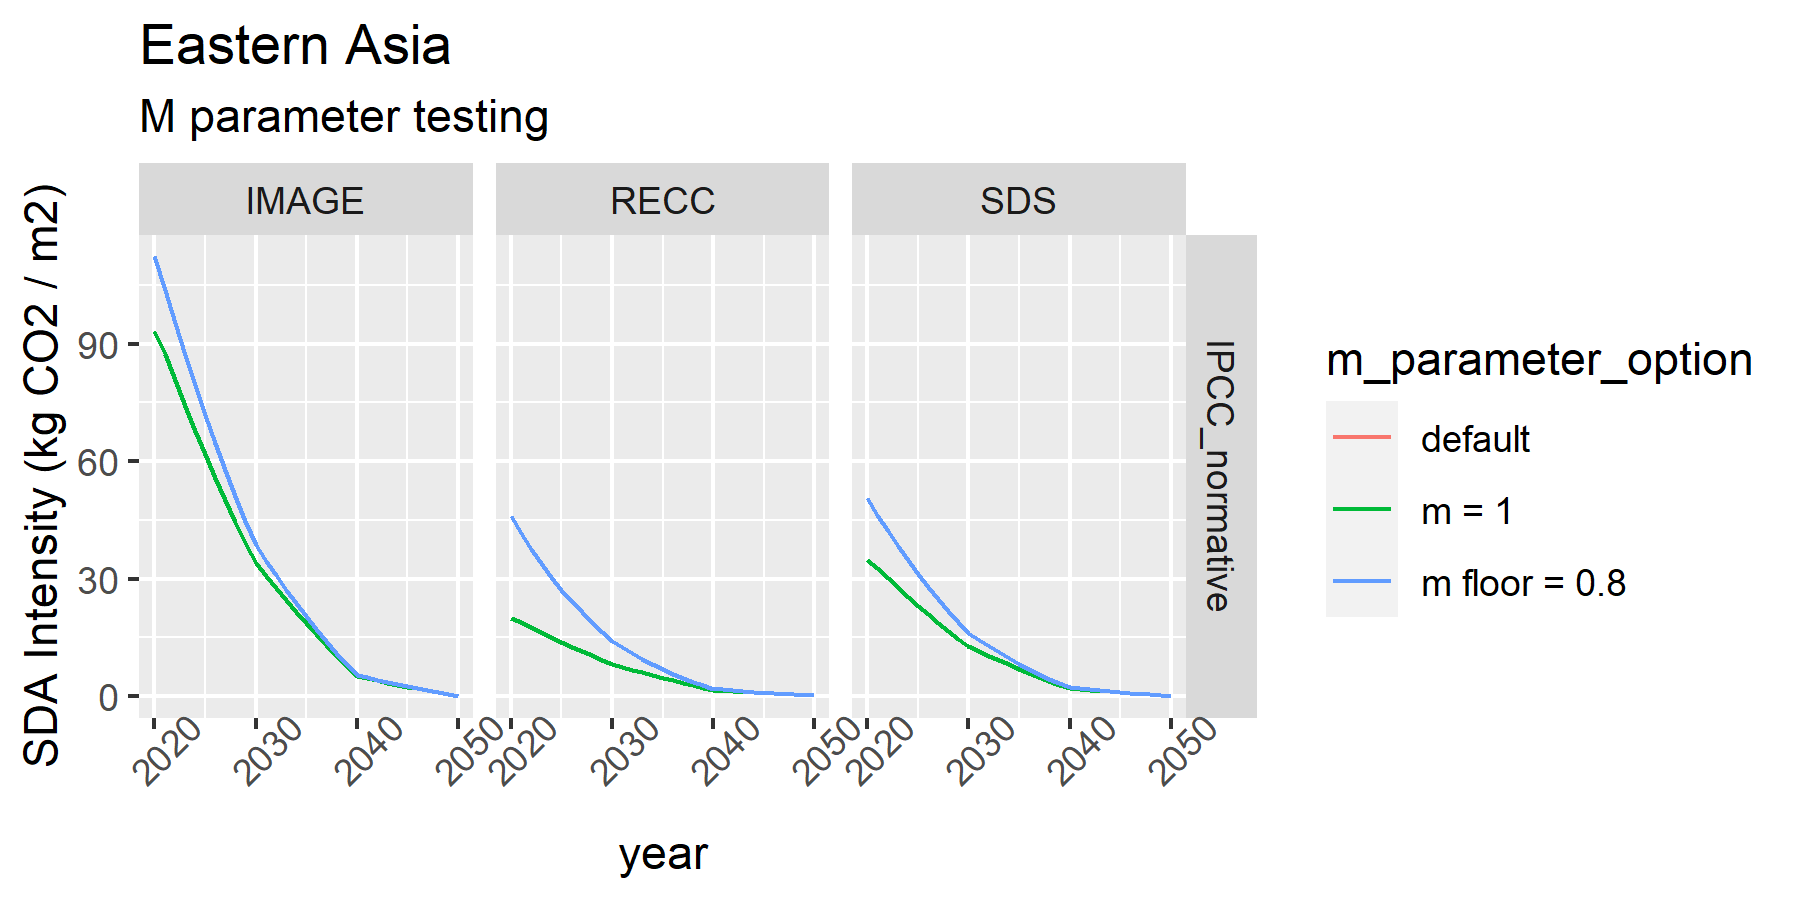 Eastern Asia
M parameter testing
IMAGE
RECC
SDS
IPCC_normative
SDA Intensity (kg CO2 / m2)
90
60
30
0
2020
2030
2040
2050
2020
2030
2040
2050
2020
2030
2040
2050
year
m_parameter_option
default
m = 1
m floor = 0.8